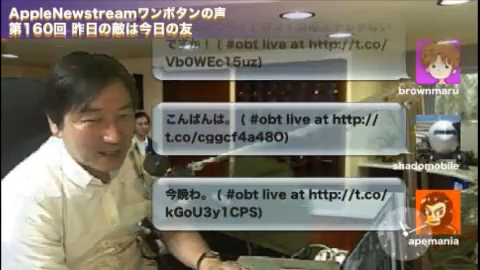 AppleNewstreamワンボタンの声
第160回 昨日の敵は今日の友
ですか！ ( #obt live at http://t.co/
Vb0WEc15uz)
brownmaru
こんばんは。 ( #obt live at http://
t.co/cggcf4a48O)
shadomobile
今晩わ。 ( #obt live at http://t.co/
kGoU3y1CPS)
apemania